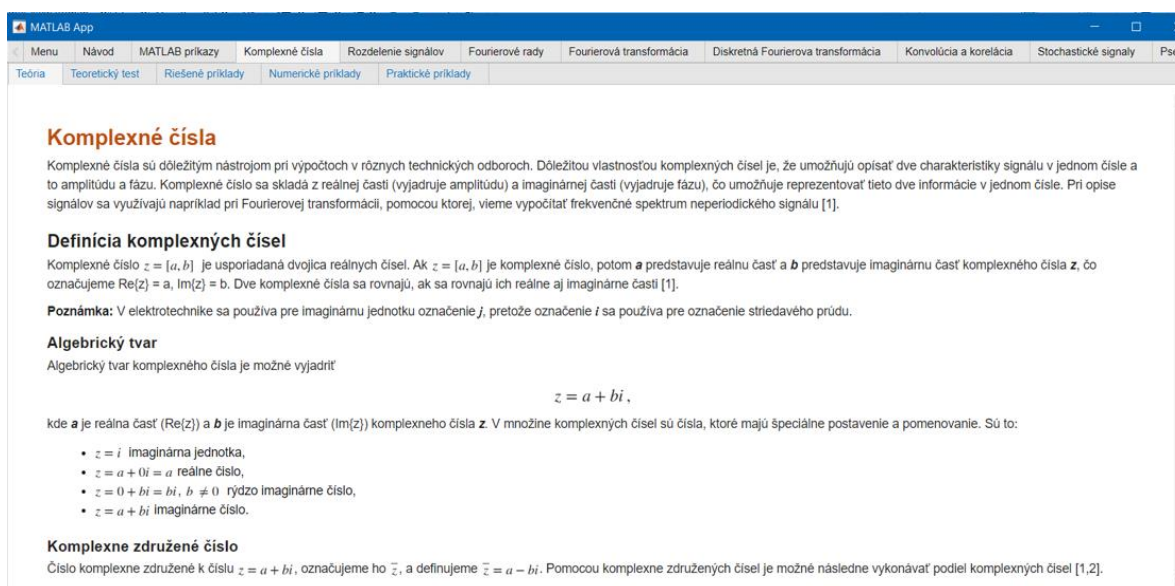 MATLAB App
Menu Návod MATLAB príkazy Komplexné čísla Rozdelenie signálov Fourierové rady Fourierová transformácia Diskretná Fourierova transformácia Konvolúcia a korelácia Stochastické signaly Pse
Teória Teoretický test Riešené príklady Numerické príklady Praktické príklady
Komplexné čísla
Komplexné čísla sú dôležitým nástrojom pri výpočtoch v rôznych technických odboroch. Dôležitou vlastnosťou komplexných čísel je, že umožňujú opísať dve charakteristiky signálu v jednom čísle a
to amplitúdu a fázu. Komplexné číslo sa skladá z reálnej časti (vyjadruje amplitúdu) a imaginárnej časti (vyjadruje fázu), čo umožňuje reprezentovať tieto dve informácie v jednom čísle. Pri opise
signálov sa využívajú napríklad pri Fourierovej transformácii, pomocou ktorej, vieme vypočítať frekvenčné spektrum neperiodického signálu [1].
Definícia komplexných čísel
Komplexné číslo z = [a, b] je usporiadaná dvojica reálnych čísel. Ak z = [a, b] je komplexné číslo, potom a predstavuje reálnu časť a b predstavuje imaginárnu časť komplexného čísla z, čo
označujeme Re{z} = a, Im{z} = b. Dve komplexné čísla sa rovnajú, ak sa rovnajú ich reálne aj imaginárne časti [1].
Poznámka: V elektrotechnike sa používa pre imaginárnu jednotku označenie j, pretože označenie i sa používa pre označenie striedavého prúdu.
Algebrický tvar
Algebrický tvar komplexného čísla je možné vyjadriť
z = a + bi ,
kde a je reálna časť (Re{z}) a b je imaginárna časť (Im{z}) komplexneho čísla z. V množine komplexných čísel sú čísla, ktoré majú špeciálne postavenie a pomenovanie. Sú to:
• z = i imaginárna jednotka,
• z = a + 0i = a reálne číslo,
• z = 0 + bi = bi, b ≠ 0 rýdzo imaginárne číslo,
• z = a + bi imaginárne číslo.
Komplexne združené číslo
Číslo komplexne združené k číslu z = a + bi, označujeme ho z̅, a definujeme z̅ = a − bi. Pomocou komplexne združených čísel je možné následne vykonávať podiel komplexných čísel [1,2].